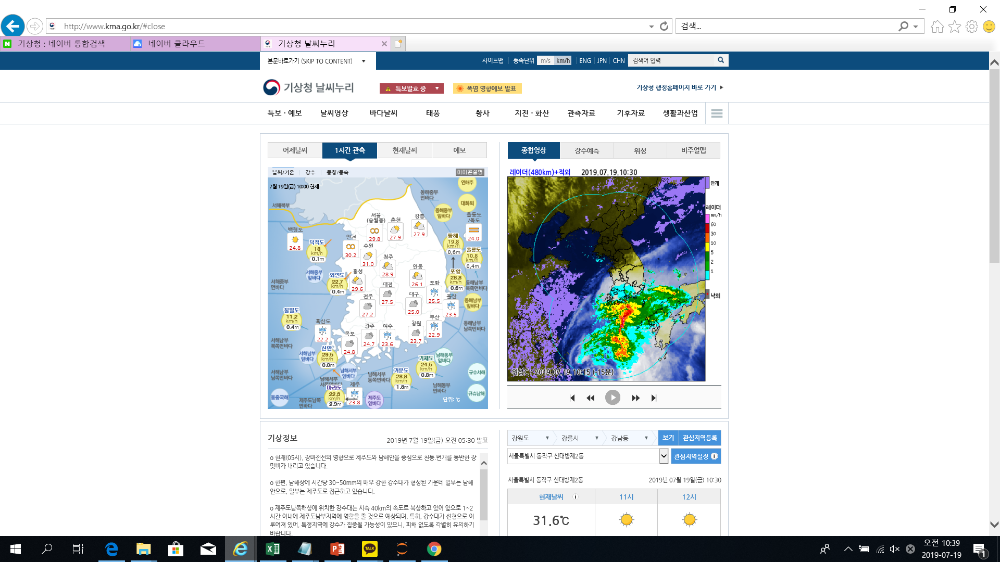 http://www.kma.go.kr/#close
검색...
기상청 : 네이버 통합검색
네이버 클라우드
기상청 날씨누리
본문바로가기 (SKIP TO CONTENT)
사이트맵 풍속단위 m/s km/h ENG JPN CHN 검색어 입력
기상청 날씨누리
특보발효 중
폭염 영향예보 발표
기상청 행정홈페이지 바로 가기
특보 · 예보 날씨영상 바다날씨 태풍 황사 지진 · 화산 관측자료 기후자료 생활과산업
어제날씨 1시간 관측 현재날씨 예보
날씨/기온 강수 풍향/풍속 아이콘설명
7월 19일(금) 10:00 현재
연해주
동해중부
먼바다
대화퇴
서해북부
동해중부
앞바다
울릉도
/독도
24.0
서울
(송월동)
29.8
춘천
27.9
강릉
27.9
백령도
24.8
인천
30.2
덕적도
18
km/h
0.1m
수원
31.0
동해
19.8
km/h
0.6m
울릉도
10.8
km/h
0.4m
청주
28.9
서해중부
앞바다
서해중부
먼바다
외연도
22.7
km/h
0.4m
홍성
29.6
안동
26.1
포항
28.8
km/h
0.6m
동해남부
북쪽먼바다
대전
27.5
포항
25.5
전주
27.2
대구
25.0
울산
23.5
동해남부
앞바다
칠발도
11.2
km/h
0.4m
흑산도
22.2
부산
22.9
동해남부
남쪽먼바다
광주
24.7
여수
23.6
창원
23.7
목포
24.8
서해남부
북쪽먼바다
서해남부
앞바다
신안
29.5
km/h
0.0m
거제도
24.5
km/h
0.8m
남해동부
앞바다
서해남부
남쪽먼바다
남해서부
앞바다
남해서부
남해서부
동쪽먼바다
거문도
28.8
km/h
1.3m
남해동부
먼바다
규슈서해
규슈남해
동중국해
제주도남쪽
먼바다
마라도
22.3
km/h
2.9m
제주
23.8
제주도
앞바다
단위: ℃
종합영상 강수예측 위성 비주얼맵
레이더(480km)+적외 2019.07.19.10:30
안개
레이더
mm/h
60
30
10
5
2
1
낙뢰
위성C : 2019.07.19.10:15 (-15분)
기상정보
2019년 7월 19일(금) 오전 05:30 발표
o 현재(05시), 장마전선의 영향으로 제주도와 남해안을 중심으로 천둥.번개를 동반한 장
맛비가 내리고 있습니다.
o 한편, 남해상에 시간당 30~50mm의 매우 강한 강수대가 형성된 가운데 일부는 남해
안으로, 일부는 제주도로 접근하고 있습니다.
o 제주도남쪽해상에 위치한 강수대는 시속 40km의 속도로 북상하고 있어 앞으로 1~2
시간 이내에 제주도남부지역에 영향을 줄 것으로 예상되며, 특히, 강수대가 선형으로 이
루어져 있어, 특정지역에 강수가 집중될 가능성이 있으니, 피해 없도록 각별히 유의하기
바랍니다.
강원도 강릉시 강남동 보기 관심지역등록
서울특별시 동작구 신대방제2동 관심지역설정
서울특별시 동작구 신대방제2동 2019년 07월 19일(금) 10:30
현재날씨 11시 12시
31.6℃
TALK
오전 10:39
2019-07-19
1